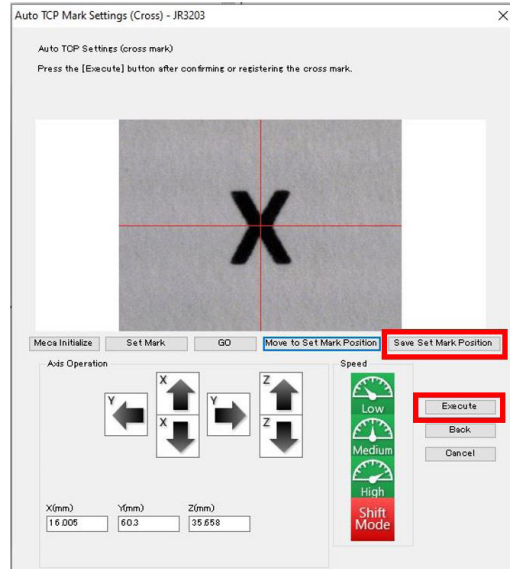 Auto TCP Mark Settings (Cross) - JR3203
Auto TCP Settings (cross mark)
Press the [Execute] button after confirming or registering the cross mark.
X
Meca Initialize Set Mark GO Move to Set Mark Position Save Set Mark Position
Axis Operation Speed
X Z
Y Y
X Z
Low
Medium
High
Shift
Mode
Execute
Back
Cancel
X(mm) Y(mm) Z(mm)
16.005 60.3 35.658